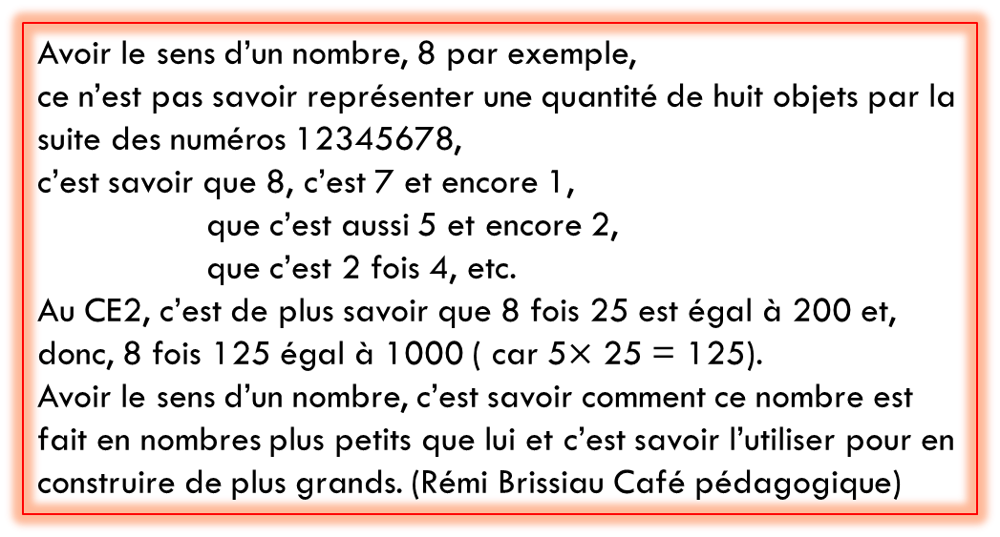 Avoir le sens d’un nombre, 8 par exemple,
ce n’est pas savoir représenter une quantité de huit objets par la
suite des numéros 12345678,
c’est savoir que 8, c’est 7 et encore 1,
que c’est aussi 5 et encore 2,
que c’est 2 fois 4, etc.
Au CE2, c’est de plus savoir que 8 fois 25 est égal à 200 et,
donc, 8 fois 125 égal à 1000 ( car 5× 25 = 125).
Avoir le sens d’un nombre, c’est savoir comment ce nombre est
fait en nombres plus petits que lui et c’est savoir l’utiliser pour en
construire de plus grands. (Rémi Brissiau Café pédagogique)